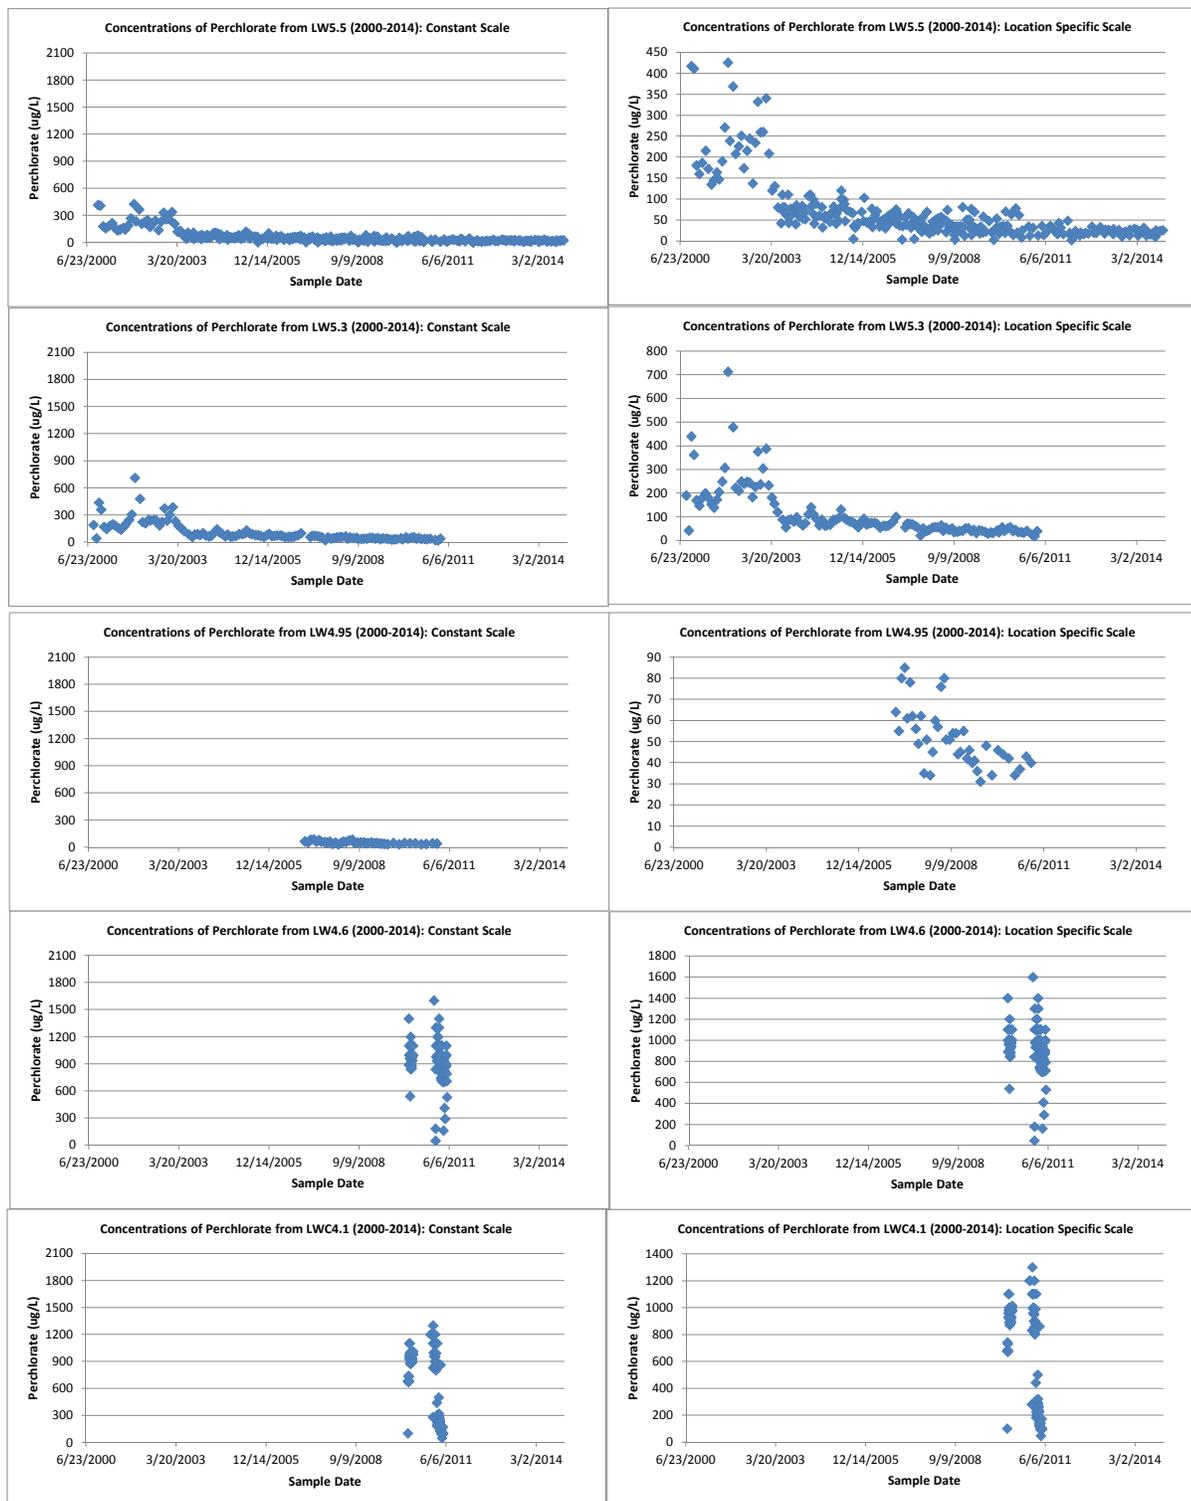 Concentrations of Perchlorate from LW5.5 (2000-2014): Constant Scale
2100
1800
1500
1200
900
600
300
0
Perchlorate (ug/L)
6/23/2000 3/20/2003 12/14/2005 9/9/2008 6/6/2011 3/2/2014
Sample Date
Concentrations of Perchlorate from LW5.5 (2000-2014): Location Specific Scale
450
400
350
300
250
200
150
100
50
0
Perchlorate (ug/L)
6/23/2000 3/20/2003 12/14/2005 9/9/2008 6/6/2011 3/2/2014
Sample Date
Concentrations of Perchlorate from LW5.3 (2000-2014): Constant Scale
2100
1800
1500
1200
900
600
300
0
Perchlorate (ug/L)
6/23/2000 3/20/2003 12/14/2005 9/9/2008 6/6/2011 3/2/2014
Sample Date
Concentrations of Perchlorate from LW5.3 (2000-2014): Location Specific Scale
800
700
600
500
400
300
200
100
0
Perchlorate (ug/L)
6/23/2000 3/20/2003 12/14/2005 9/9/2008 6/6/2011 3/2/2014
Sample Date
Concentrations of Perchlorate from LW4.95 (2000-2014): Constant Scale
2100
1800
1500
1200
900
600
300
0
Perchlorate (ug/L)
6/23/2000 3/20/2003 12/14/2005 9/9/2008 6/6/2011 3/2/2014
Sample Date
Concentrations of Perchlorate from LW4.95 (2000-2014): Location Specific Scale
90
80
70
60
50
40
30
20
10
0
Perchlorate (ug/L)
6/23/2000 3/20/2003 12/14/2005 9/9/2008 6/6/2011 3/2/2014
Sample Date
Concentrations of Perchlorate from LW4.6 (2000-2014): Constant Scale
2100
1800
1500
1200
900
600
300
0
Perchlorate (ug/L)
6/23/2000 3/20/2003 12/14/2005 9/9/2008 6/6/2011 3/2/2014
Sample Date
Concentrations of Perchlorate from LW4.6 (2000-2014): Location Specific Scale
1800
1600
1400
1200
1000
800
600
400
200
0
Perchlorate (ug/L)
6/23/2000 3/20/2003 12/14/2005 9/9/2008 6/6/2011 3/2/2014
Sample Date
Concentrations of Perchlorate from LWC4.1 (2000-2014): Constant Scale
2100
1800
1500
1200
900
600
300
0
Perchlorate (ug/L)
6/23/2000 3/20/2003 12/14/2005 9/9/2008 6/6/2011 3/2/2014
Sample Date
Concentrations of Perchlorate from LWC4.1 (2000-2014): Location Specific Scale
1400
1200
1000
800
600
400
200
0
Perchlorate (ug/L)
6/23/2000 3/20/2003 12/14/2005 9/9/2008 6/6/2011 3/2/2014
Sample Date